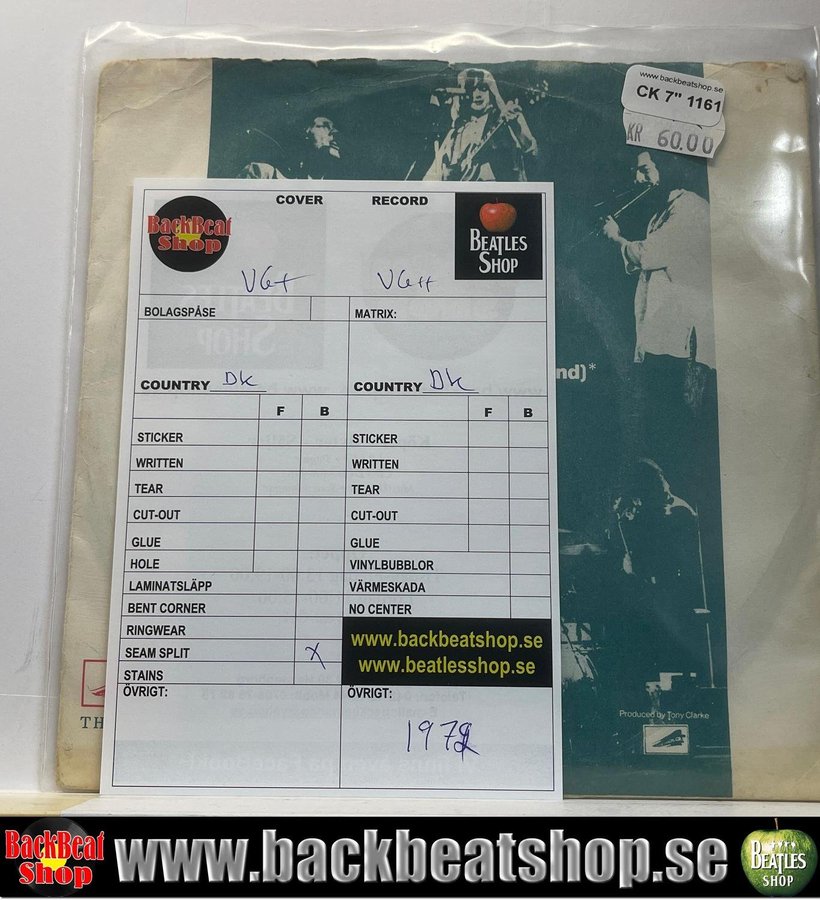 www.backbeatshop.se
CK 7" 1161
KR 60.00
COVER RECORD
BackBeat
Shop
BEATLES
SHOP
VG+ VG++
BOLAGSPÅSE MATRIX:
nd)*
COUNTRY DK COUNTRY DK
F B F B
STICKER STICKER
WRITTEN WRITTEN
TEAR TEAR
CUT-OUT CUT-OUT
GLUE GLUE
HOLE VINYLBUBBLOR
LAMINATSLÄPP VÄRMESKADA
BENT CORNER NO CENTER
RINGWEAR
www.backbeatshop.se
SEAM SPLIT X
www.beatlesshop.se
STAINS
ÖVRIGT: ÖVRIGT:
TH
Produced by Tony Clarke
BackBeat
Shop
www.backbeatshop.se
BEATLES
SHOP